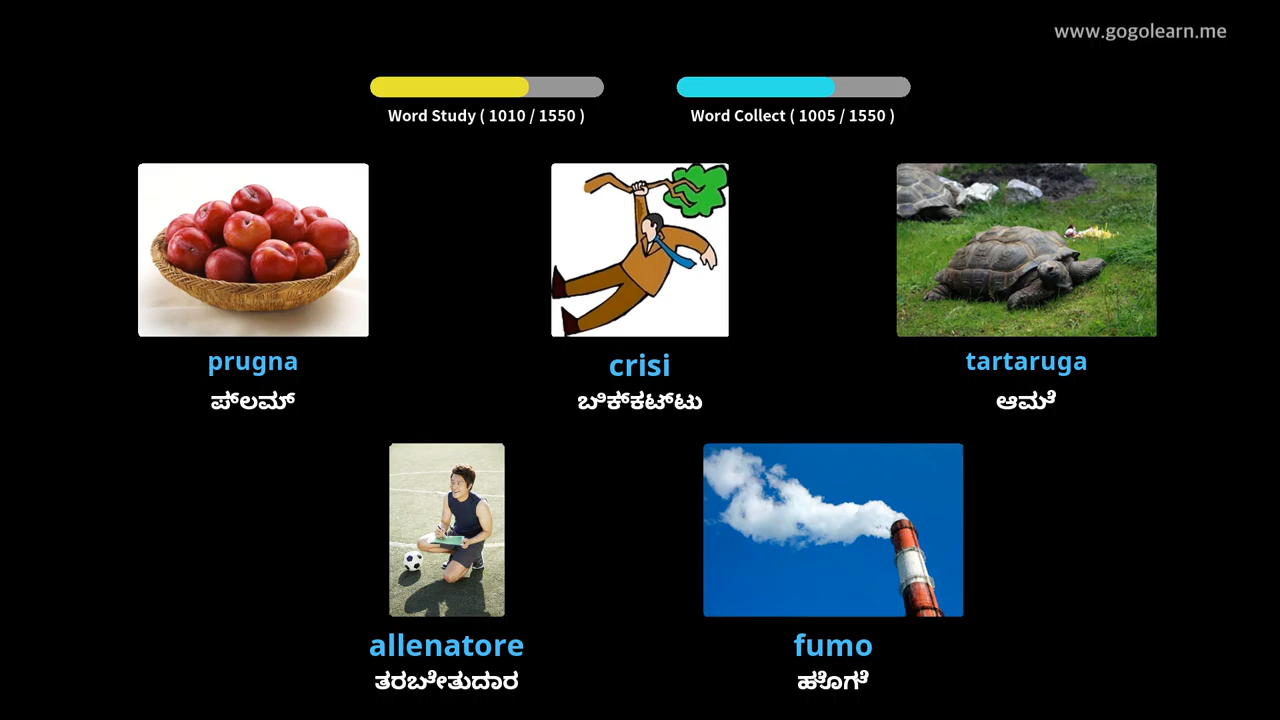 www.gogolearn.me
Word Study ( 1010 / 1550 )
Word Collect ( 1005 / 1550 )
prugna
ಪ್ಲಮ್
crisi
ಬಿಕ್ಕಟ್ಟು
tartaruga
ಆಮೆ
allenatore
ತರಬೇತುದಾರ
fumo
ಹೊಗೆ